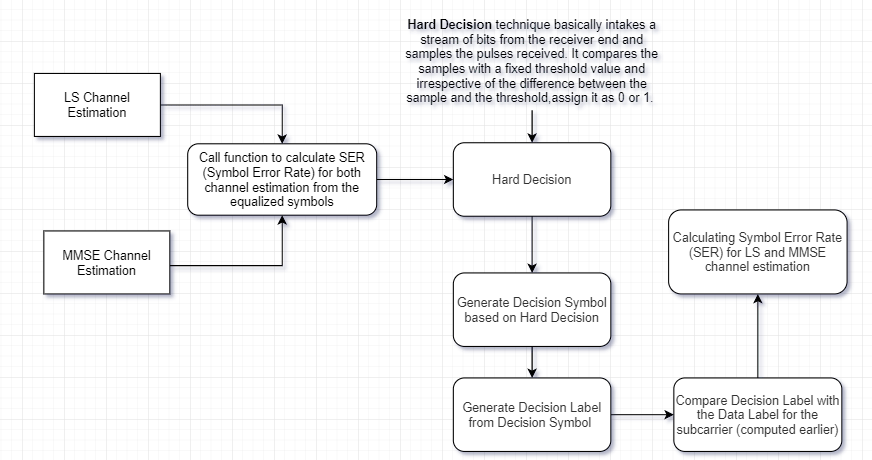 Hard Decision technique basically intakes a
stream of bits from the receiver end and
samples the pulses received. It compares the
samples with a fixed threshold value and
irrespective of the difference between the
sample and the threshold,assign it as 0 or 1.
LS Channel
Estimation
Call function to calculate SER
(Symbol Error Rate) for both
channel estimation from the
equalized symbols
Hard Decision
MMSE Channel
Estimation
Calculating Symbol Error Rate
(SER) for LS and MMSE
channel estimation
Generate Decision Symbol
based on Hard Decision
Generate Decision Label
from Decision Symbol
Compare Decision Label with
the Data Label for the
subcarrier (computed earlier)